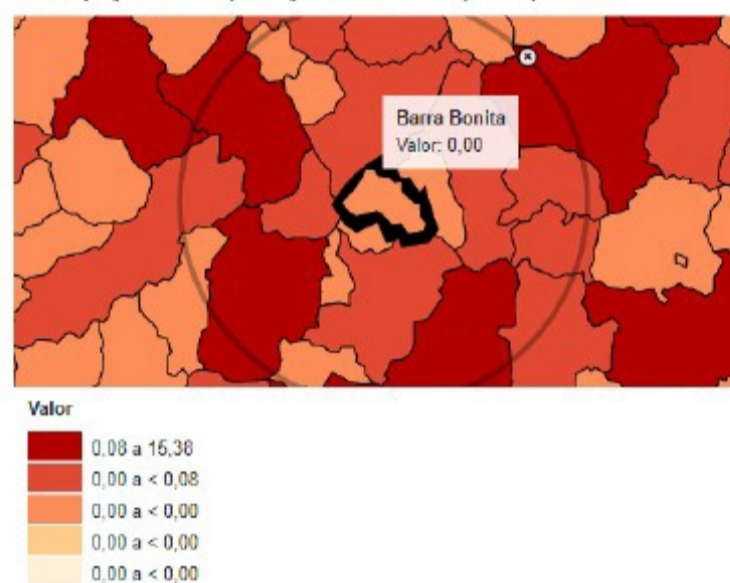 Barra Bonita
Valor: 0,00
Valor
0,08 a 15,38
0,00 a < 0,08
0,00 a < 0,00
0,00 a < 0,00
0,00 a < 0,00